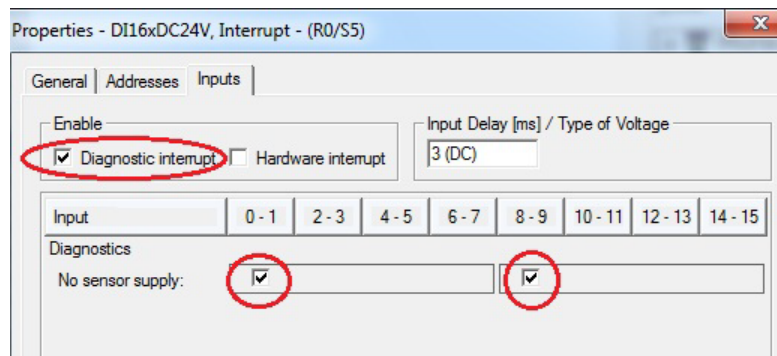 Properties - DI16xDC24V, Interrupt - (R0/S5)
X
General Addresses Inputs
Enable
Input Delay [ms] / Type of Voltage
Diagnostic interrupt Hardware interrupt
3 (DC)
Input 0 - 1 2 - 3 4 - 5 6 - 7 8 - 9 10 - 11 12 - 13 14 - 15
Diagnostics
No sensor supply: